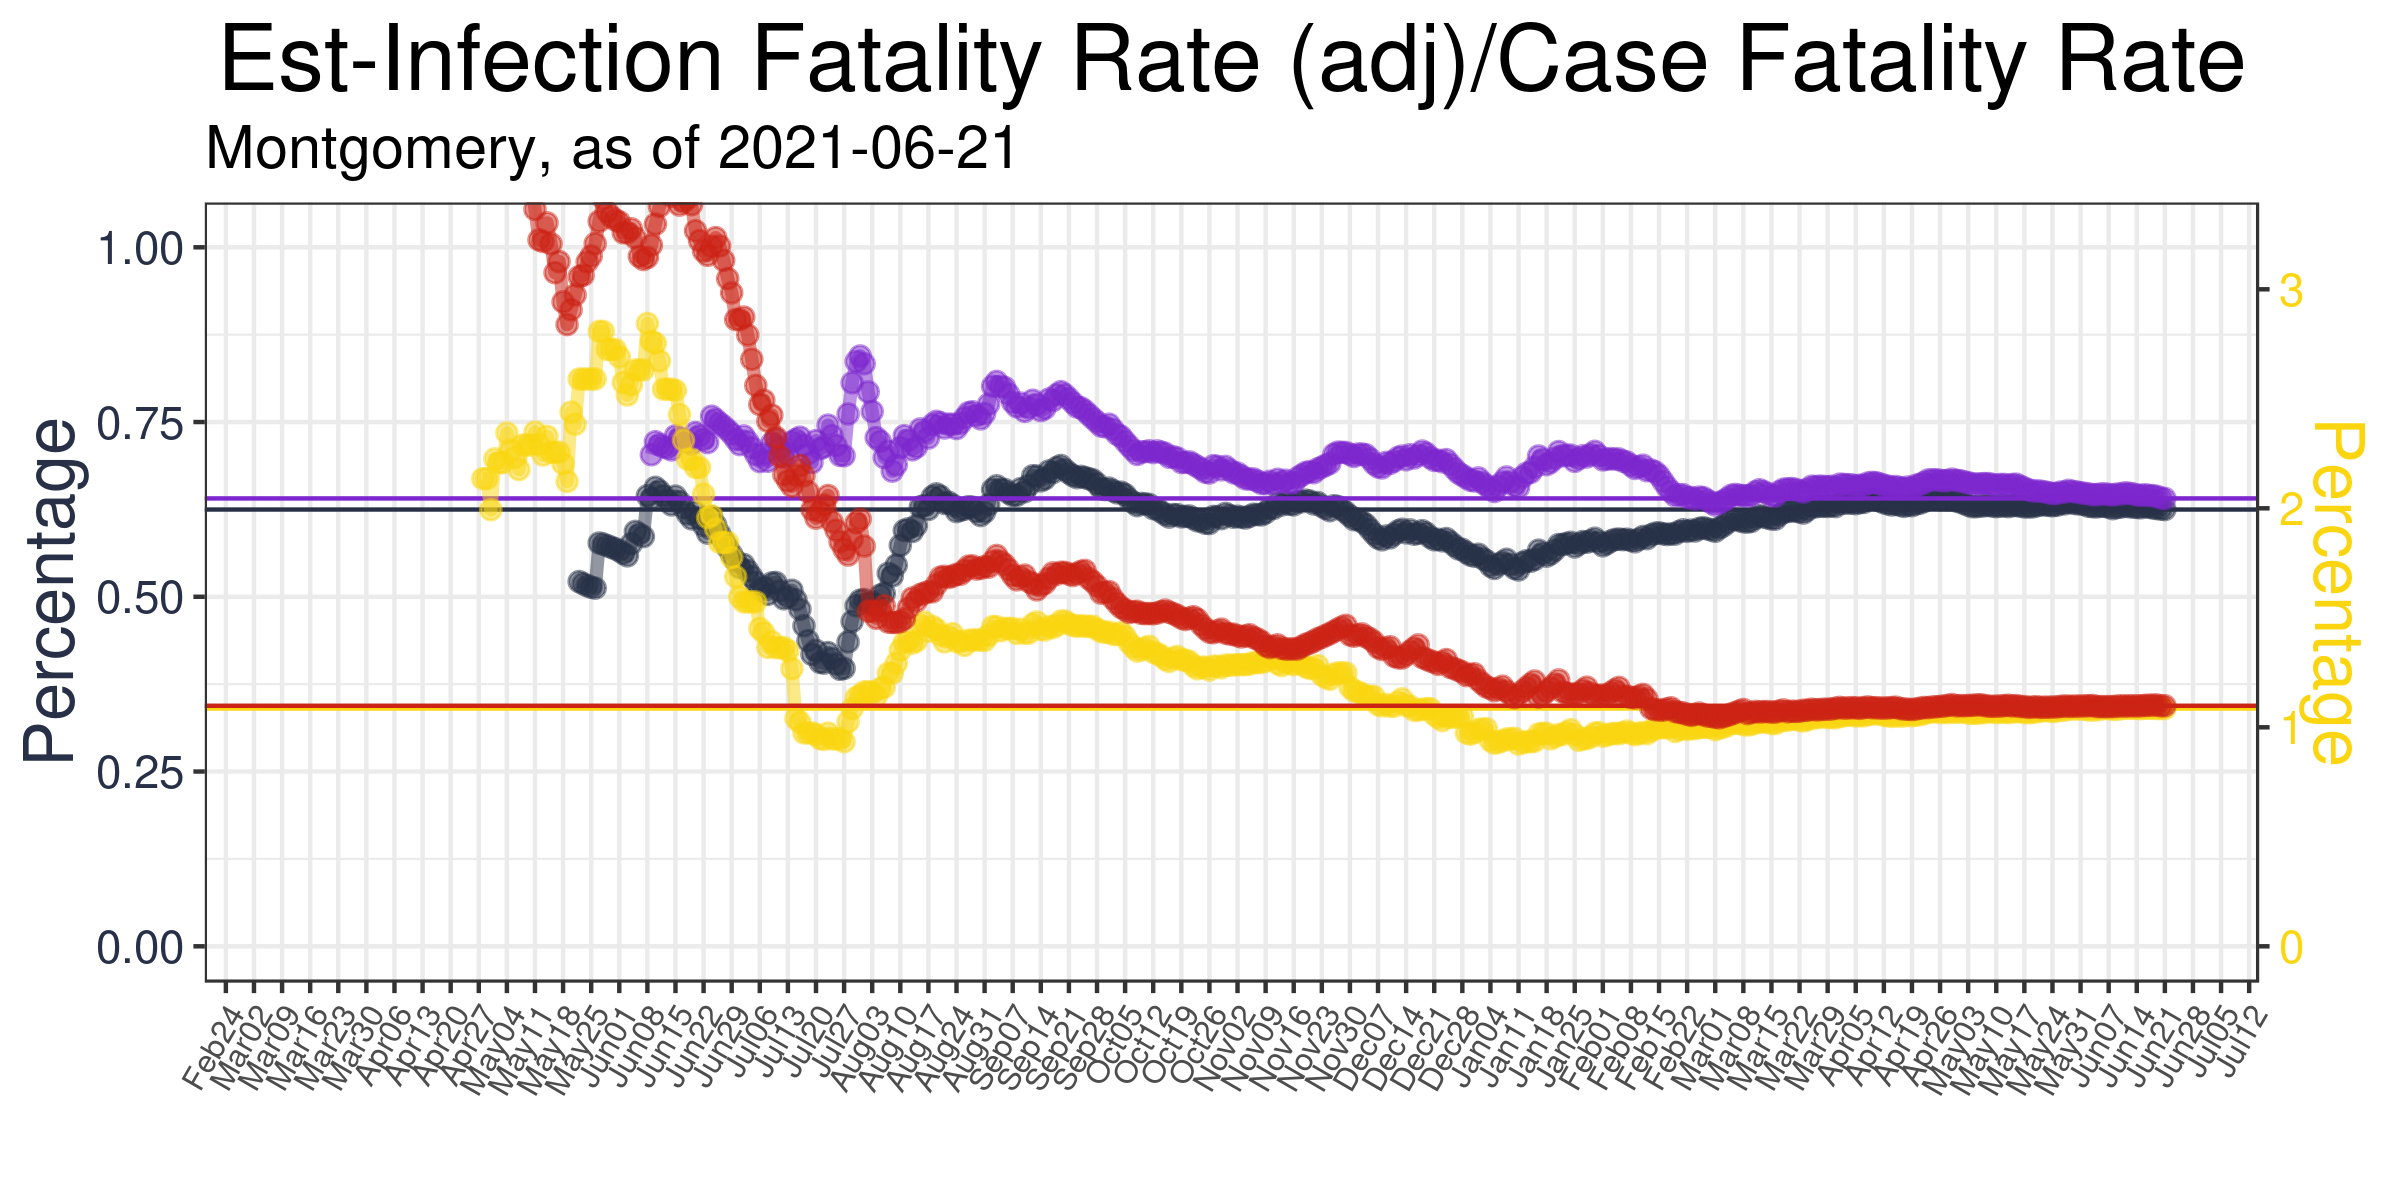 Est-Infection Fatality Rate (adj)/Case Fatality Rate
Montgomery, as of 2021-06-21
Percentage
1.00
0.75
0.50
0.25
0.00
3
2
1
0
Percentage
Feb24
Mar02
Mar09
Mar16
Mar23
Mar30
Apr06
Apr13
Apr20
Apr27
May04
May11
May18
May25
Jun01
Jun08
Jun15
Jun22
Jun29
Jul06
Jul13
Jul20
Jul27
Aug03
Aug10
Aug17
Aug24
Aug31
Sep07
Sep14
Sep21
Sep28
Oct05
Oct12
Oct19
Oct26
Nov02
Nov09
Nov16
Nov23
Nov30
Dec07
Dec14
Dec21
Dec28
Jan04
Jan11
Jan18
Jan25
Feb01
Feb08
Feb15
Feb22
Mar01
Mar08
Mar15
Mar22
Mar29
Apr05
Apr12
Apr19
Apr26
May03
May10
May17
May24
May31
Jun07
Jun14
Jun21
Jun28
Jul05
Jul12